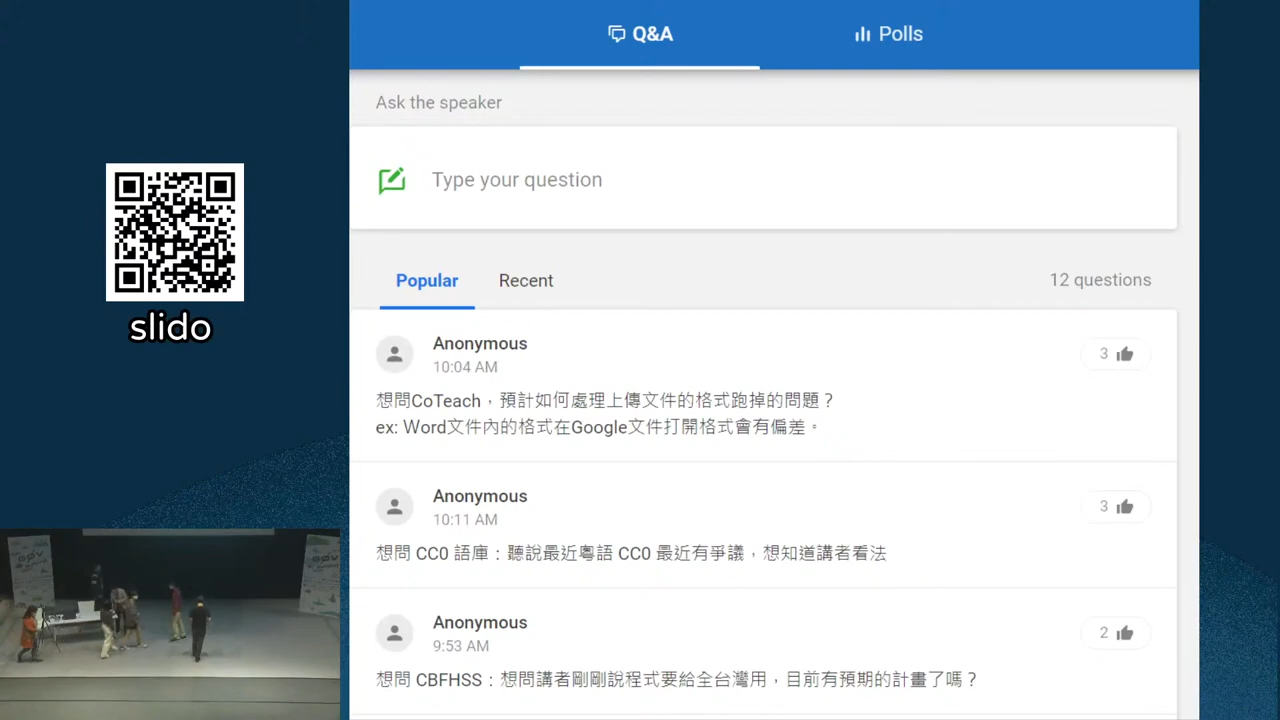 Q&A
Polls
Ask the speaker
Type your question
Popular
Recent
12 questions
Anonymous
10:04 AM
3
想問CoTeach，預計如何處理上傳文件的格式跑掉的問題？
ex: Word文件內的格式在Google文件打開格式會有偏差。
Anonymous
10:11 AM
3
想問 CC0 語庫：聽說最近粵語 CC0 最近有爭議，想知道講者看法
Anonymous
9:53 AM
2
想問 CBFHSS：想問講者剛剛說程式要給全台灣用，目前有預期的計畫了嗎？
slido